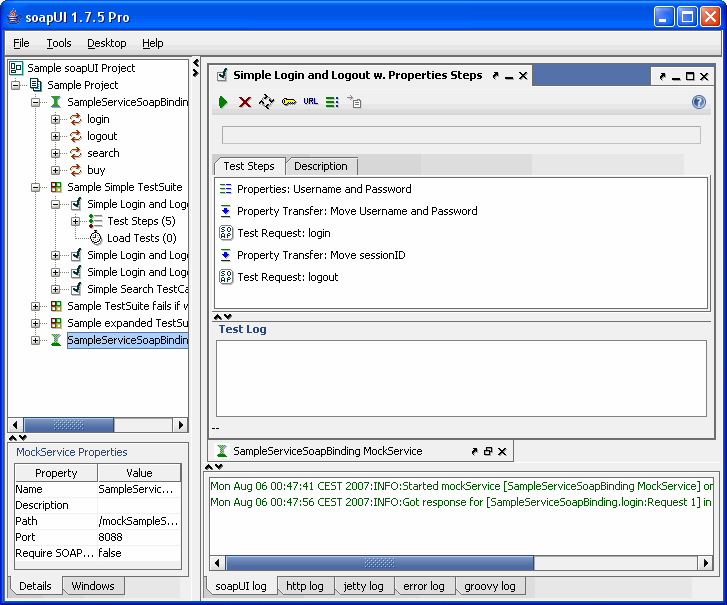 soapUI 1.7.5 Pro
File Tools Desktop Help
Sample soapUI Project
Sample Project
SampleServiceSoapBinding
login
logout
search
buy
Sample Simple TestSuite
Simple Login and Logo
Test Steps (5)
Load Tests (0)
Simple Login and Logo
Simple Login and Logo
Simple Search TestCa
Sample TestSuite fails if w
Sample expanded TestSu
SampleServiceSoapBindin
MockService Properties
Property Value
Name SampleServic...
Description
Path /mockSampleS...
Port 8088
Require SOAP... false
Details Windows
Simple Login and Logout w. Properties Steps
URL
Test Steps Description
Properties: Username and Password
Property Transfer: Move Username and Password
SOAP Test Request: login
Property Transfer: Move sessionID
SOAP Test Request: logout
Test Log
--
SampleServiceSoapBinding MockService
Mon Aug 06 00:47:41 CEST 2007:INFO:Started mockService [SampleServiceSoapBinding MockService] on
Mon Aug 06 00:47:56 CEST 2007:INFO:Got response for [SampleServiceSoapBinding.login:Request 1] in
soapUI log http log jetty log error log groovy log